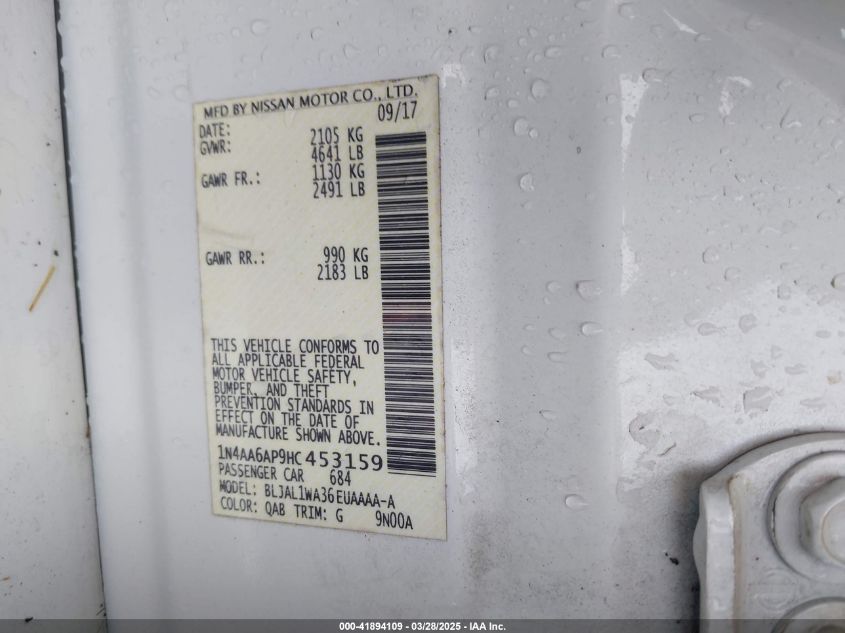 MFD BY NISSAN MOTOR CO., LTD.
DATE: 09/17
GVWR: 2105 KG
4641 LB
GAWR FR.: 1130 KG
2491 LB
GAWR RR.: 990 KG
2183 LB
THIS VEHICLE CONFORMS TO
ALL APPLICABLE FEDERAL
MOTOR VEHICLE SAFETY,
BUMPER, AND THEFT
PREVENTION STANDARDS IN
EFFECT ON THE DATE OF
MANUFACTURE SHOWN ABOVE.
1N4AA6AP9HC453159
PASSENGER CAR 684
MODEL: BLJAL1WA36EUAAAA-A
COLOR: QAB TRIM: G 9N00A
000-41894109 - 03/28/2025 - IAA Inc.